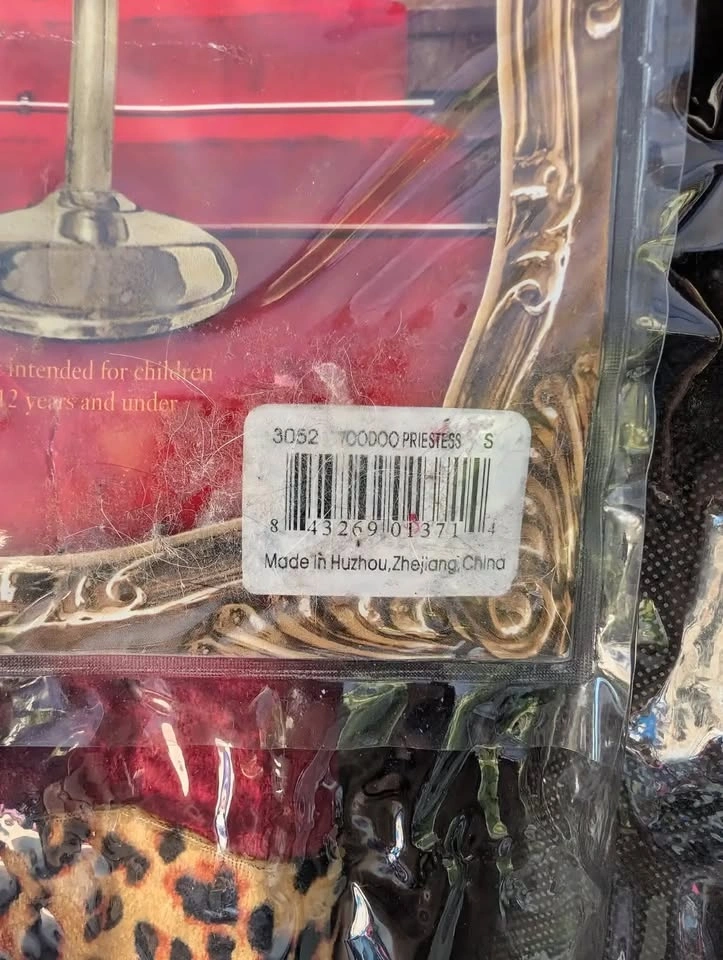 intended for children
12 years and under
3052 VOODOO PRIESTESS S
8 43269 01371 4
Made in Huzhou, Zhejiang, China